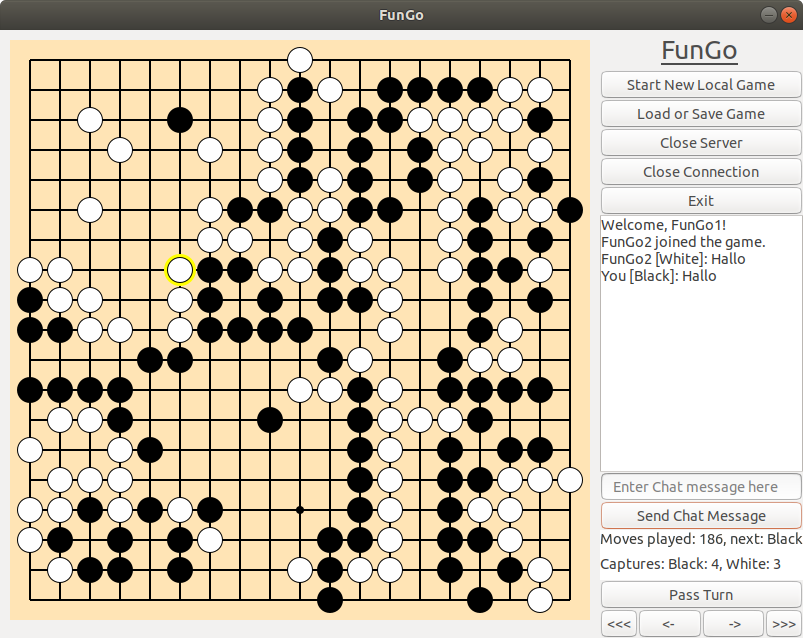 FunGo
FunGo
Start New Local Game
Load or Save Game
Close Server
Close Connection
Exit
Welcome, FunGo1!
FunGo2 joined the game.
FunGo2 [White]: Hallo
You [Black]: Hallo
Enter Chat message here
Send Chat Message
Moves played: 186, next: Black
Captures: Black: 4, White: 3
Pass Turn
<<< <- -> >>>